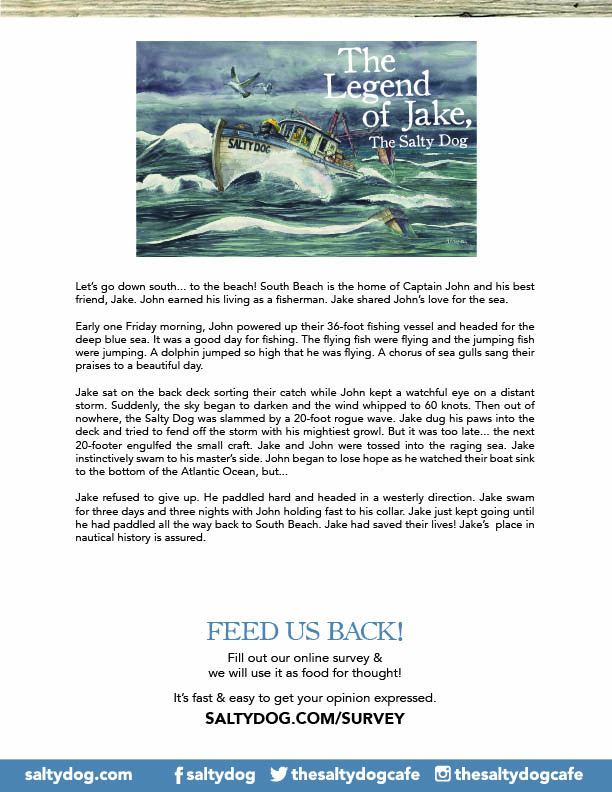 The
Legend
of Jake,
The Salty Dog
SALTY DOG
Let's go down south... to the beach! South Beach is the home of Captain John and his best
friend, Jake. John earned his living as a fisherman. Jake shared John's love for the sea.
Early one Friday morning, John powered up their 36-foot fishing vessel and headed for the
deep blue sea. It was a good day for fishing. The flying fish were flying and the jumping fish
were jumping. A dolphin jumped so high that he was flying. A chorus of sea gulls sang their
praises to a beautiful day.
Jake sat on the back deck sorting their catch while John kept a watchful eye on a distant
storm. Suddenly, the sky began to darken and the wind whipped to 60 knots. Then out of
nowhere, the Salty Dog was slammed by a 20-foot rogue wave. Jake dug his paws into the
deck and tried to fend off the storm with his mightiest growl. But it was too late... the next
20-footer engulfed the small craft. Jake and John were tossed into the raging sea. Jake
instinctively swam to his master's side. John began to lose hope as he watched their boat sink
to the bottom of the Atlantic Ocean, but...
Jake refused to give up. He paddled hard and headed in a westerly direction. Jake swam
for three days and three nights with John holding fast to his collar. Jake just kept going until
he had paddled all the way back to South Beach. Jake had saved their lives! Jake's place in
nautical history is assured.
FEED US BACK!
Fill out our online survey &
we will use it as food for thought!
It's fast & easy to get your opinion expressed.
SALTYDOG.COM/SURVEY
saltydog.com saltydog thesaltydogcafe thesaltydogcafe